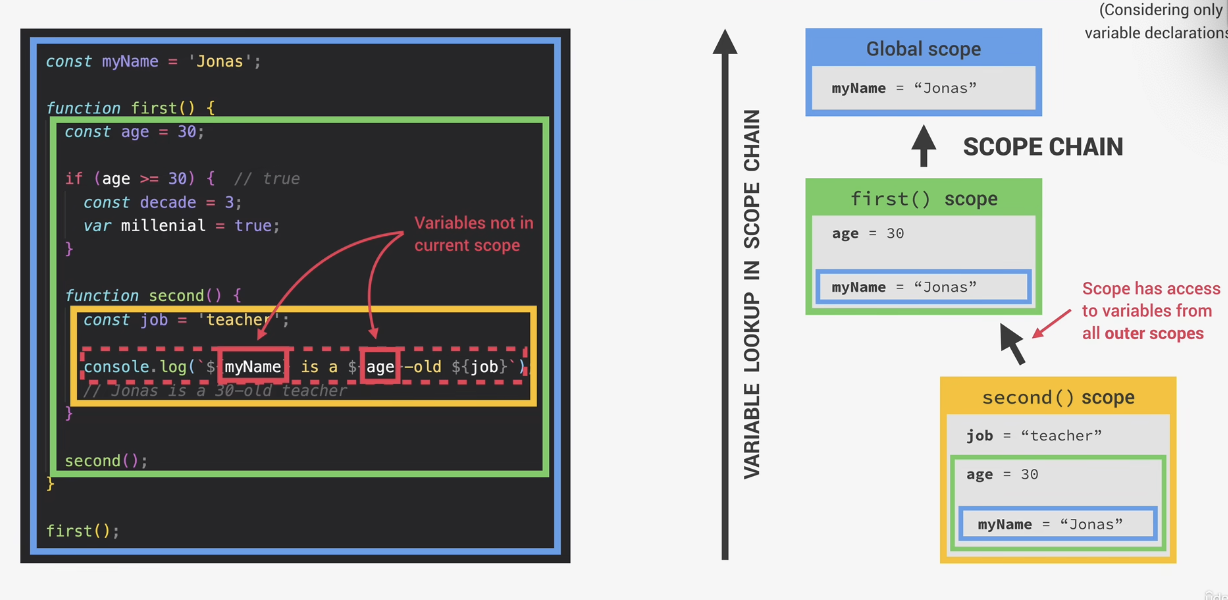 const myName = 'Jonas';
function first() {
const age = 30;
if (age >= 30) { // true
const decade = 3;
var millenial = true;
}
function second() {
const job = 'teacher';
console.log(`${myName} is a ${age}-old ${job}`)
// Jonas is a 30-old teacher
}
second();
}
first();
Variables not in
current scope
VARIABLE LOOKUP IN SCOPE CHAIN
(Considering only
variable declarations
Global scope
myName = “Jonas”
SCOPE CHAIN
first() scope
age = 30
myName = “Jonas”
Scope has access
to variables from
all outer scopes
second() scope
job = “teacher”
age = 30
myName = “Jonas”